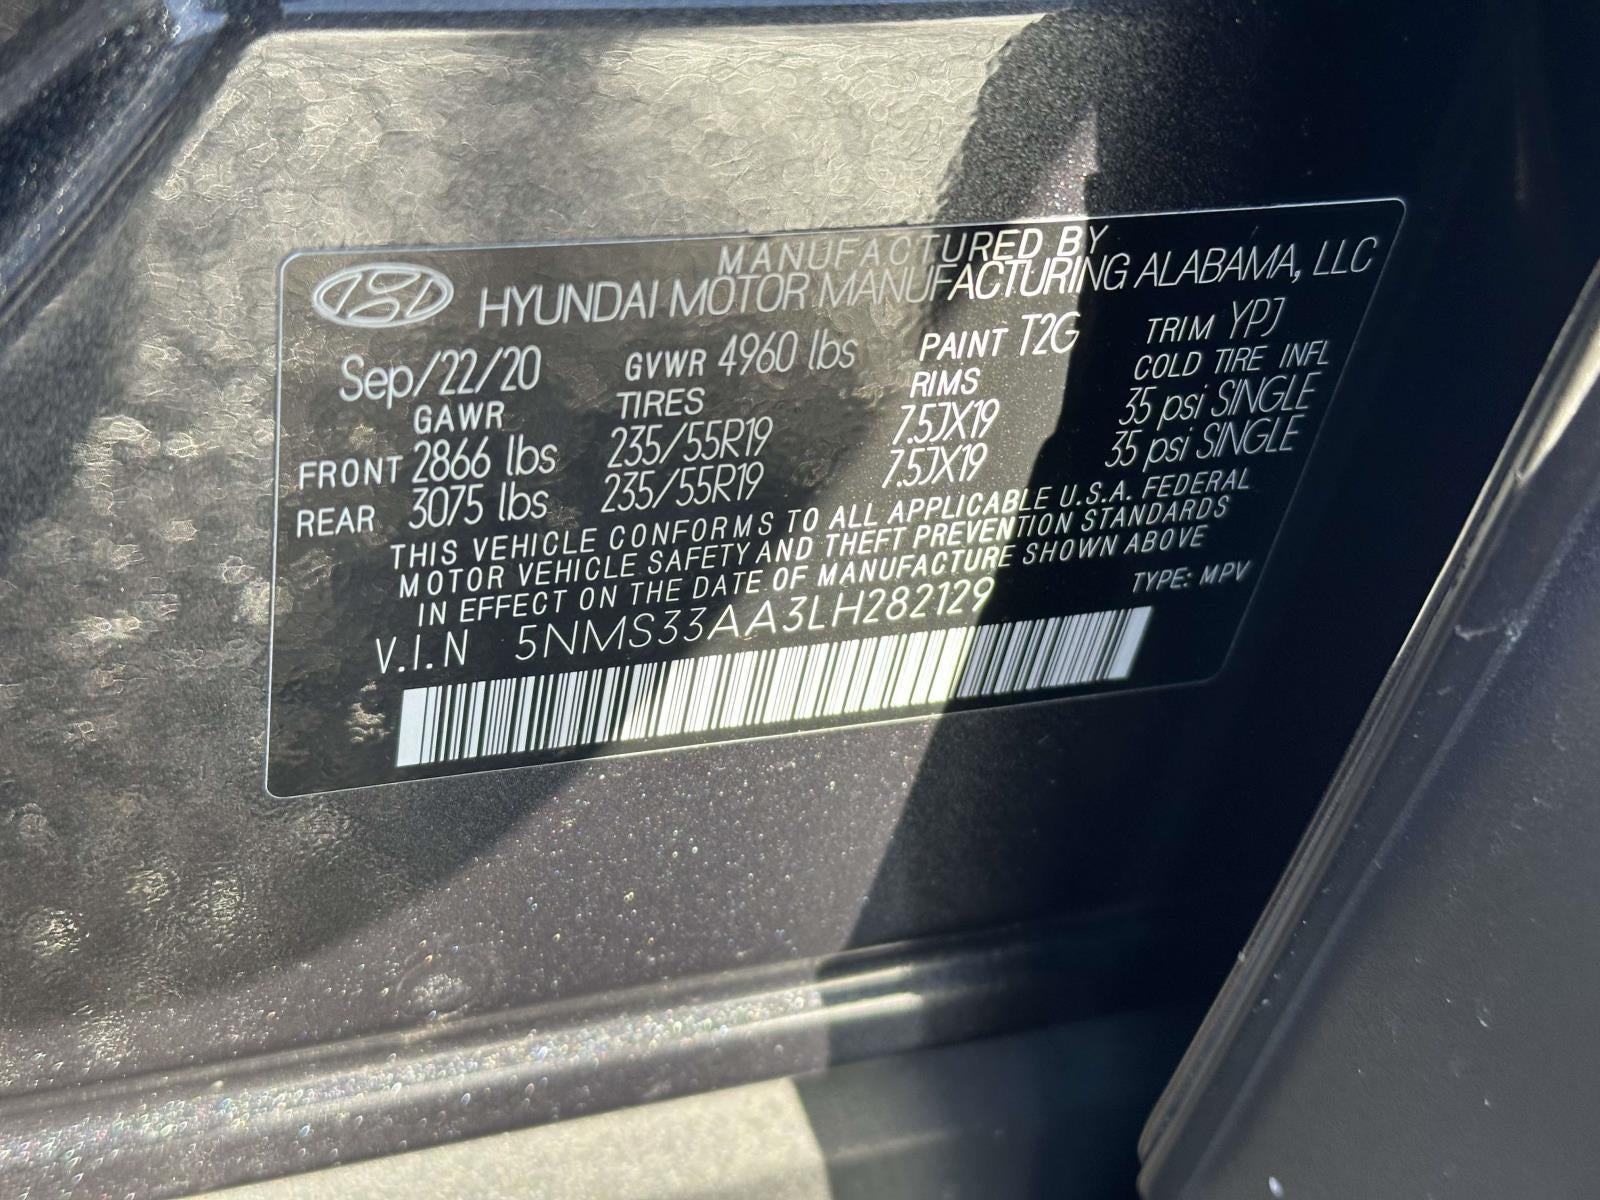 MANUFACTURED BY
HYUNDAI MOTOR MANUFACTURING ALABAMA, LLC
Sep/22/20 GVWR 4960 lbs PAINT T2G TRIM YPJ
GAWR TIRES RIMS COLD TIRE INFL
FRONT 2866 lbs 235/55R19 7.5JX19 35 psi SINGLE
REAR 3075 lbs 235/55R19 7.5JX19 35 psi SINGLE
THIS VEHICLE CONFORMS TO ALL APPLICABLE U.S.A. FEDERAL
MOTOR VEHICLE SAFETY AND THEFT PREVENTION STANDARDS
IN EFFECT ON THE DATE OF MANUFACTURE SHOWN ABOVE
V.I.N 5NMS33AA3LH282129 TYPE: MPV